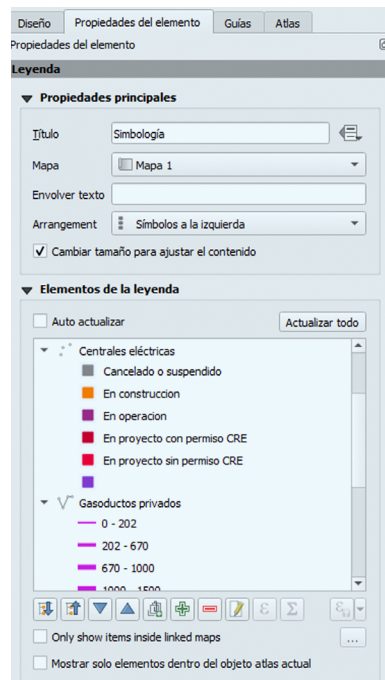 Diseño Propiedades del elemento Guías Atlas
Propiedades del elemento
Leyenda
Propiedades principales
Título Simbología
Mapa Mapa 1
Envolver texto
Arrangement Símbolos a la izquierda
Cambiar tamaño para ajustar el contenido
Elementos de la leyenda
Auto actualizar Actualizar todo
Centrales eléctricas
Cancelado o suspendido
En construccion
En operacion
En proyecto con permiso CRE
En proyecto sin permiso CRE
Gasoductos privados
0 - 202
202 - 670
670 - 1000
1000 - 1500
ε Σ ε
Only show items inside linked maps ...
Mostrar solo elementos dentro del objeto atlas actual